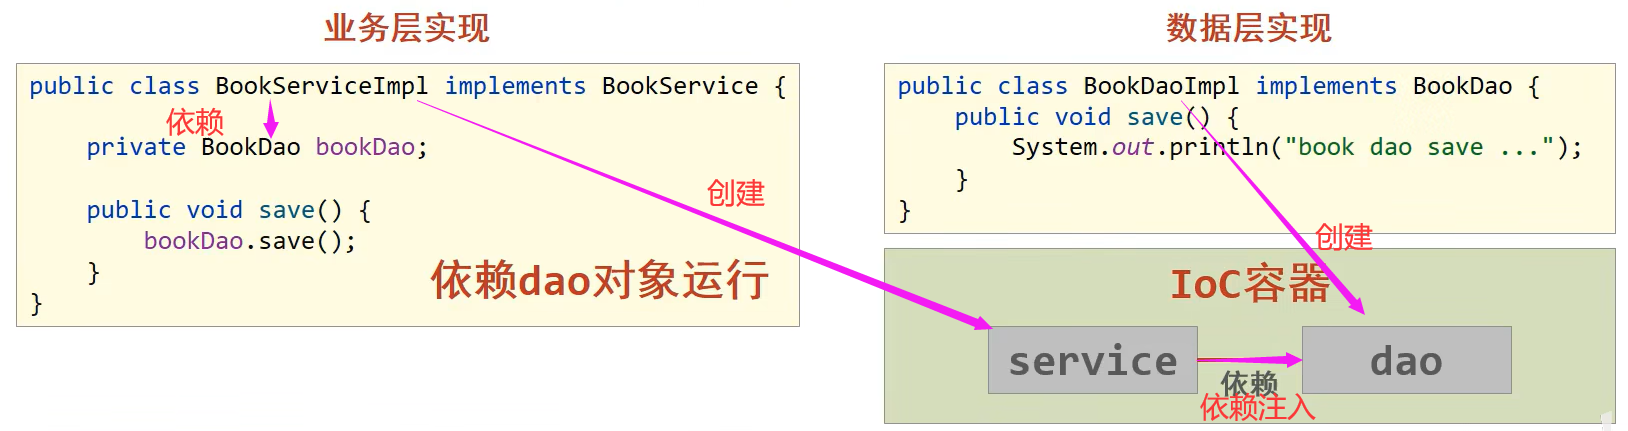 业务层实现
public class BookServiceImpl implements BookService {
依赖
private BookDao bookDao;
创建
public void save() {
bookDao.save();
}
依赖dao对象运行
}
数据层实现
public class BookDaoImpl implements BookDao {
public void save() {
System.out.println("book dao save ...");
}
}
创建
IoC容器
service
依赖
依赖注入
dao